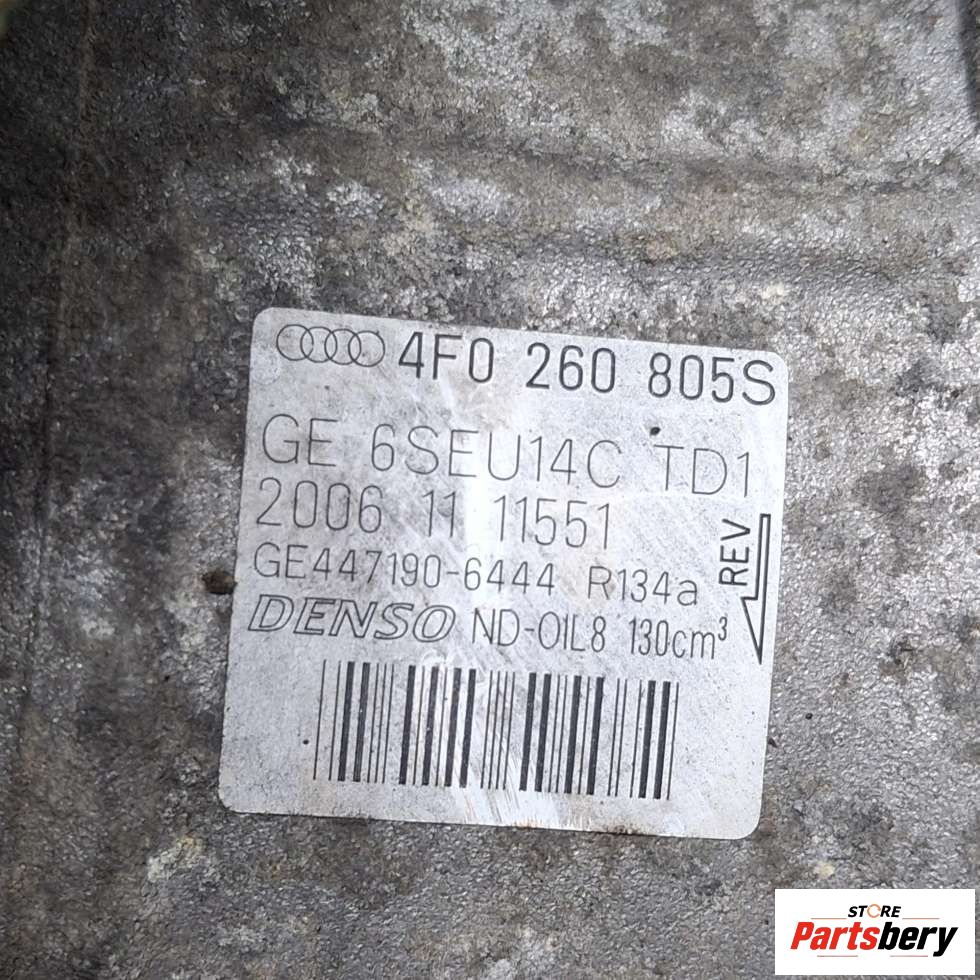 4F0 260 805S
GE 6SEU14C TD1
2006 11 11551
GE447190-6444 R134a
REV
DENSO ND-OIL8 130cm³
STORE
Partsbery